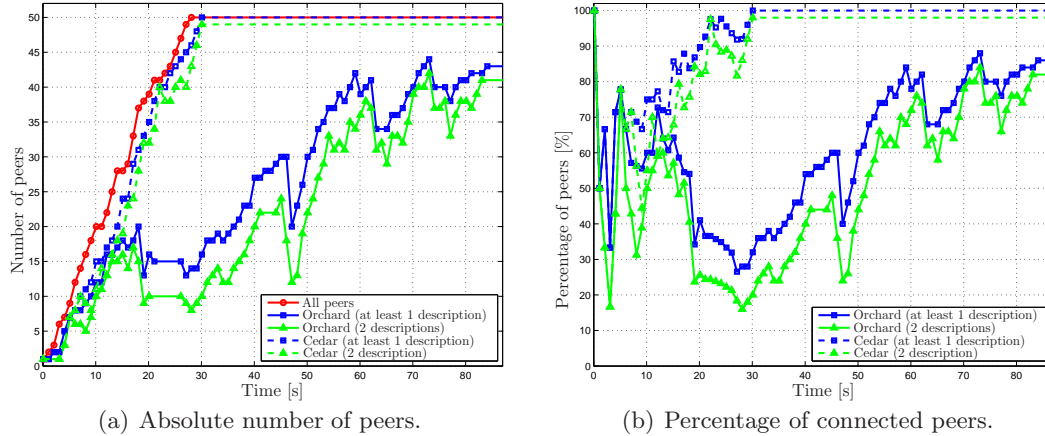 50
45
40
35
30
25
20
15
10
5
0
Number of peers
0 10 20 30 40 50 60 70 80
Time [s]
All peers
Orchard (at least 1 description)
Orchard (2 descriptions)
Cedar (at least 1 description)
Cedar (2 description)
(a) Absolute number of peers.
100
90
80
70
60
50
40
30
20
10
0
Percentage of peers [%]
0 10 20 30 40 50 60 70 80
Time [s]
Orchard (at least 1 description)
Orchard (2 descriptions)
Cedar (at least 1 description)
Cedar (2 description)
(b) Percentage of connected peers.